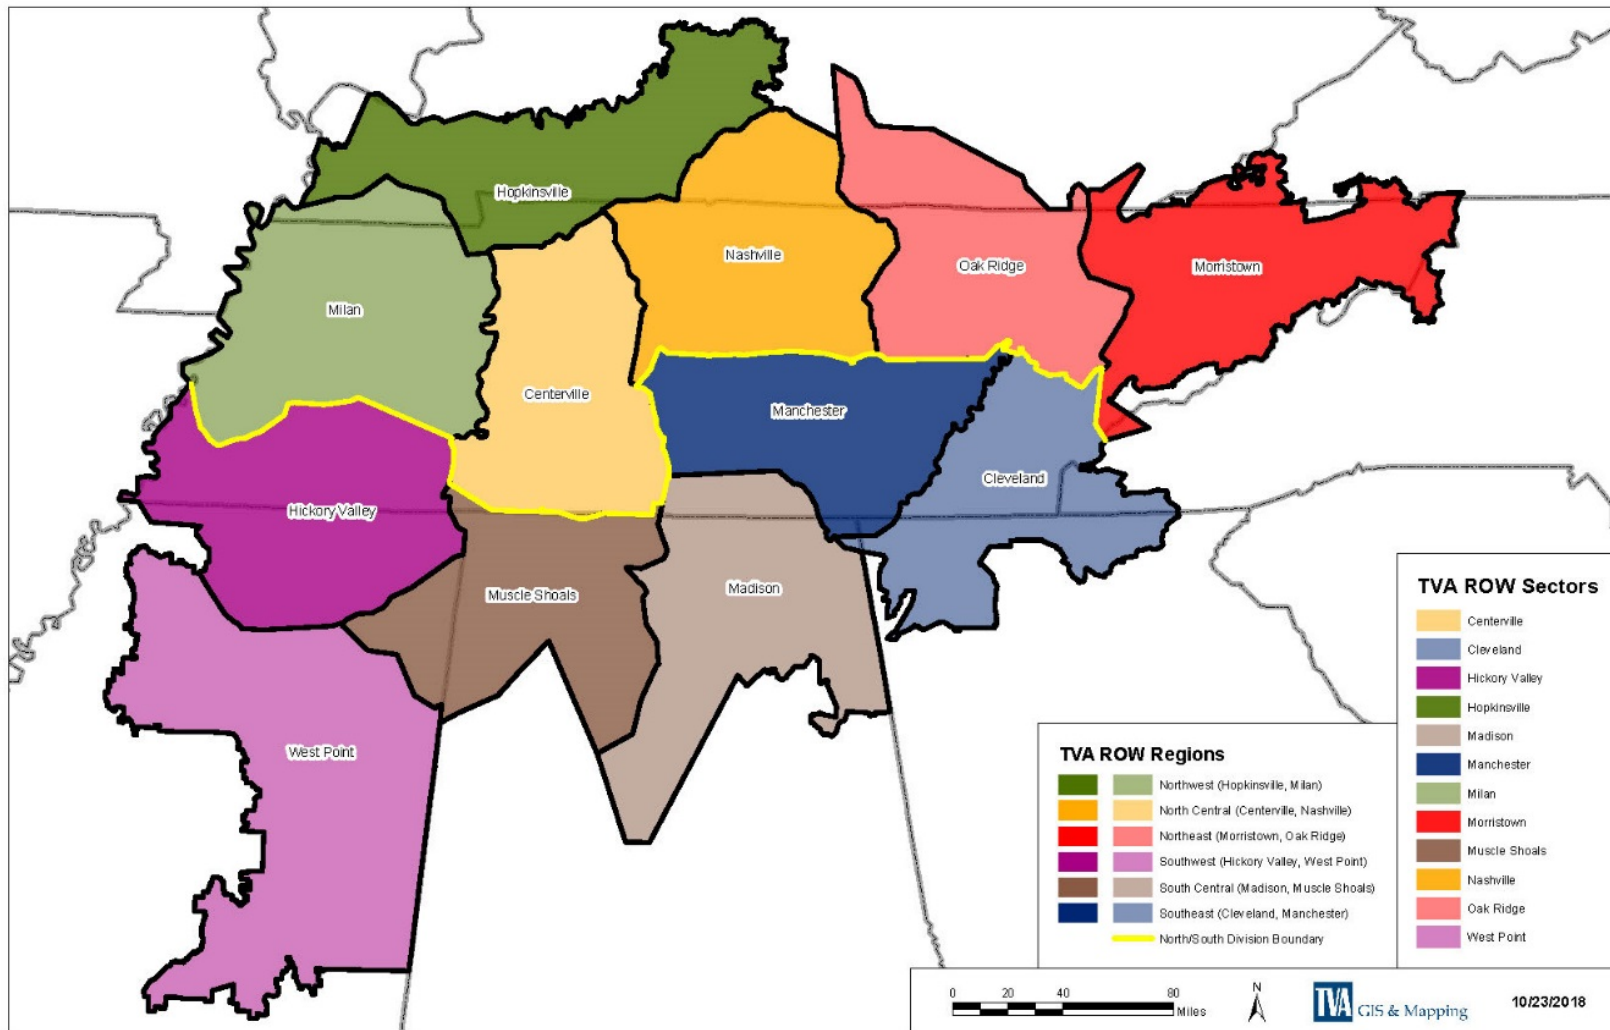 Hopkinsville
Nashville
Oak Ridge
Morristown
Milan
Centerville
Manchester
Cleveland
Hickory Valley
Muscle Shoals
Madison
West Point
TVA ROW Sectors
Centerville
Cleveland
Hickory Valley
Hopkinsville
Madison
Manchester
Milan
Morristown
Muscle Shoals
Nashville
Oak Ridge
West Point
TVA ROW Regions
Northwest (Hopkinsville, Milan)
North Central (Centerville, Nashville)
Northeast (Morristown, Oak Ridge)
Southwest (Hickory Valley, West Point)
South Central (Madison, Muscle Shoals)
Southeast (Cleveland, Manchester)
North/South Division Boundary
0 20 40 80
Miles
N
TVA GIS & Mapping
10/23/2018